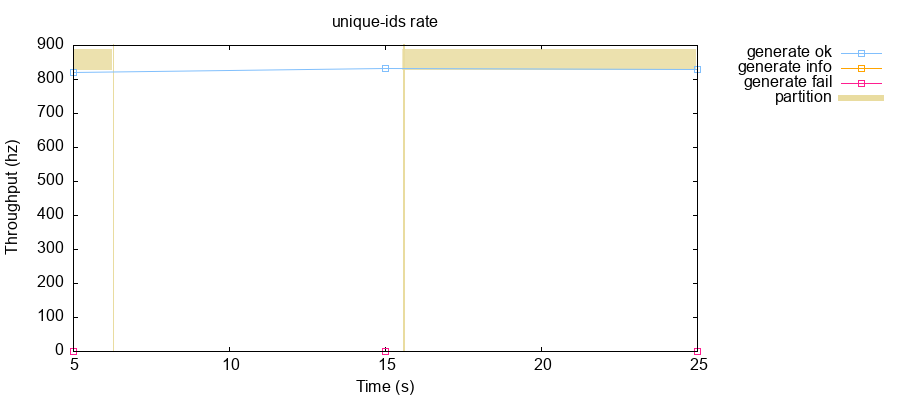 unique-ids rate
generate ok
generate info
generate fail
partition
Throughput (hz)
900
800
700
600
500
400
300
200
100
0
5 10 15 20 25
Time (s)